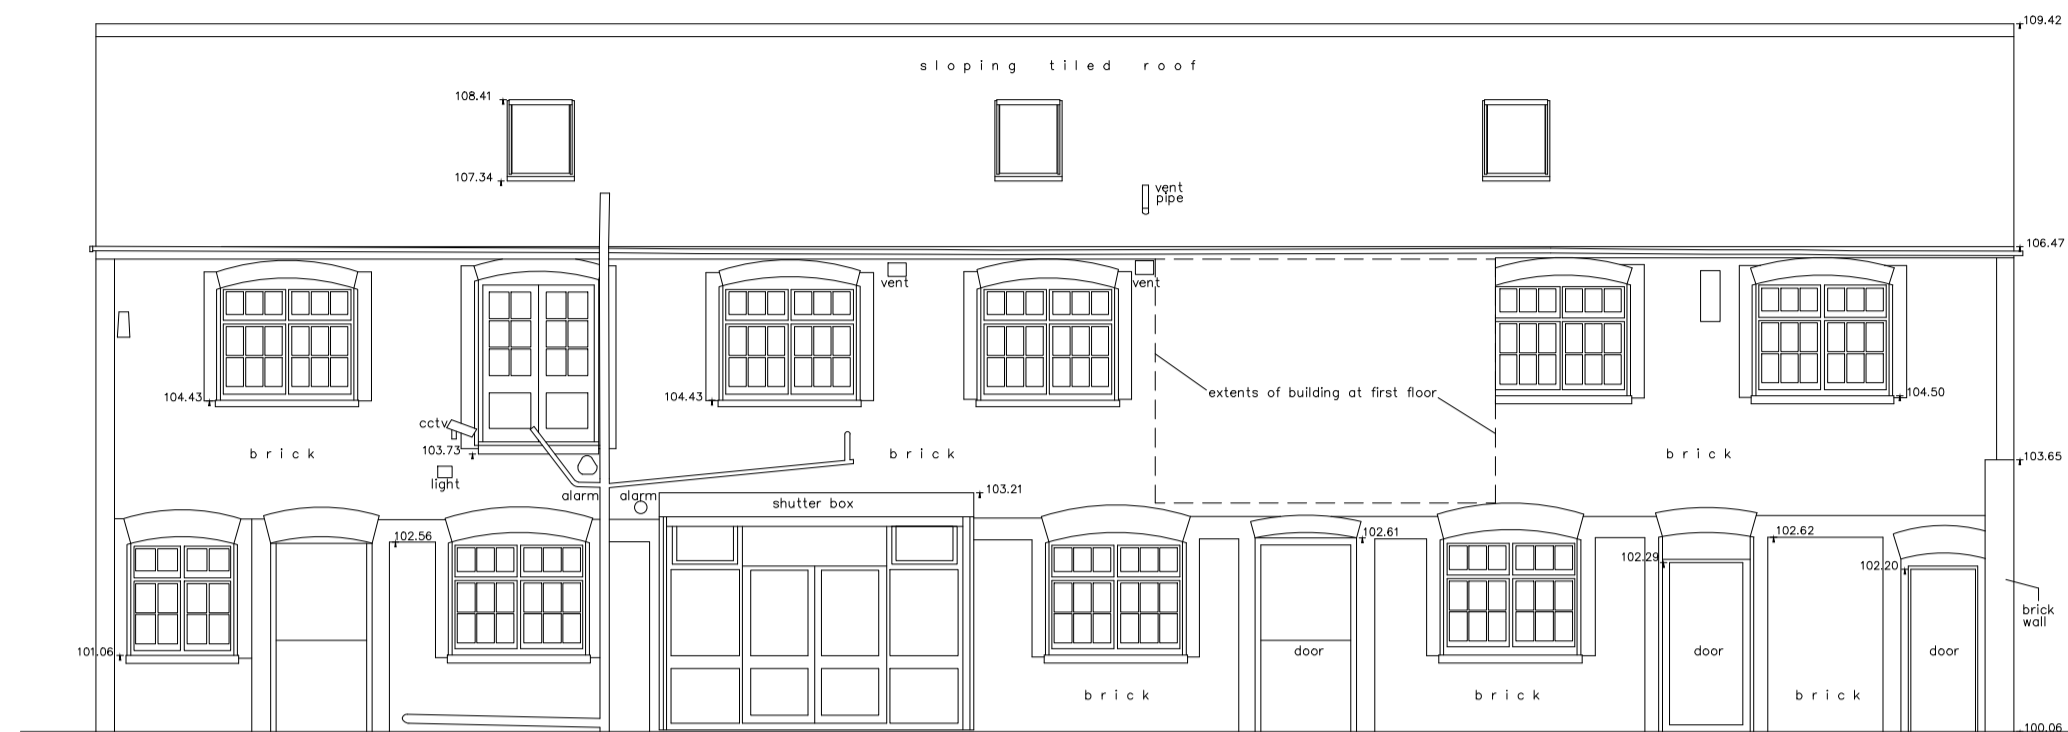 109.42
sloping tiled roof
108.41
107.34
vent
pipe
106.47
vent
vent
104.43
104.43
extents of building at first floor
104.50
cctv
103.73
brick
brick
brick
103.65
light
alarm
alarm
103.21
shutter box
102.56
102.61
102.62
102.29
102.20
brick
wall
101.06
door
door
door
brick
brick
brick
100.06